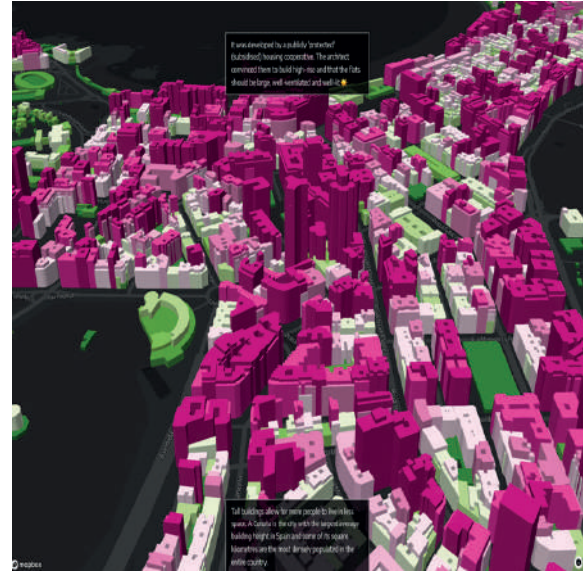 It was developed by a publicly 'protected'
(subsidised) housing cooperative. The architect
convinced them to build high-rise and that the flats
should be large, well-ventilated and well-lit☀️
Tall buildings allow for more people to live in less
space. A Coruña is the city with the largest average
building height in Spain and some of its square
kilometres are the most densely populated in the
entire country.
mapbox